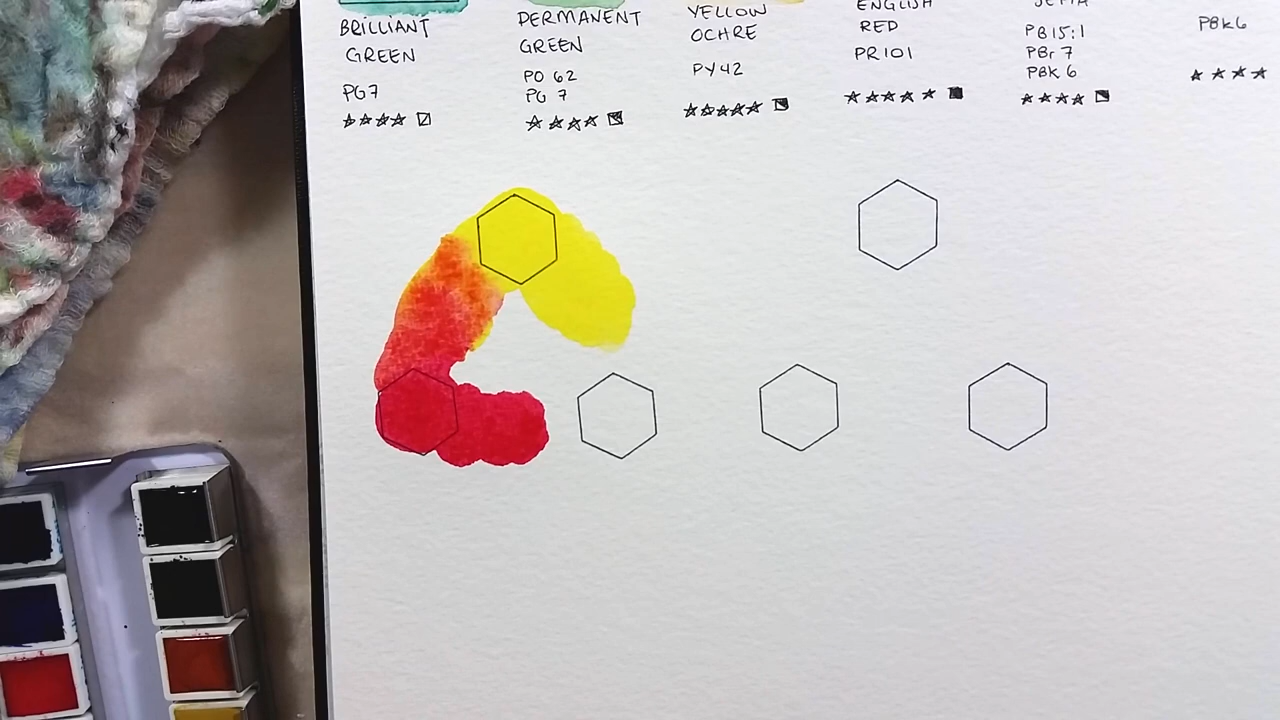 BRILLIANT
GREEN
PG7
PERMANENT
GREEN
PO 62
PG 7
YELLOW
OCHRE
PY42
ENGLISH
RED
PR101
SEPIA
PB15:1
PBr 7
PBK 6
PBK6